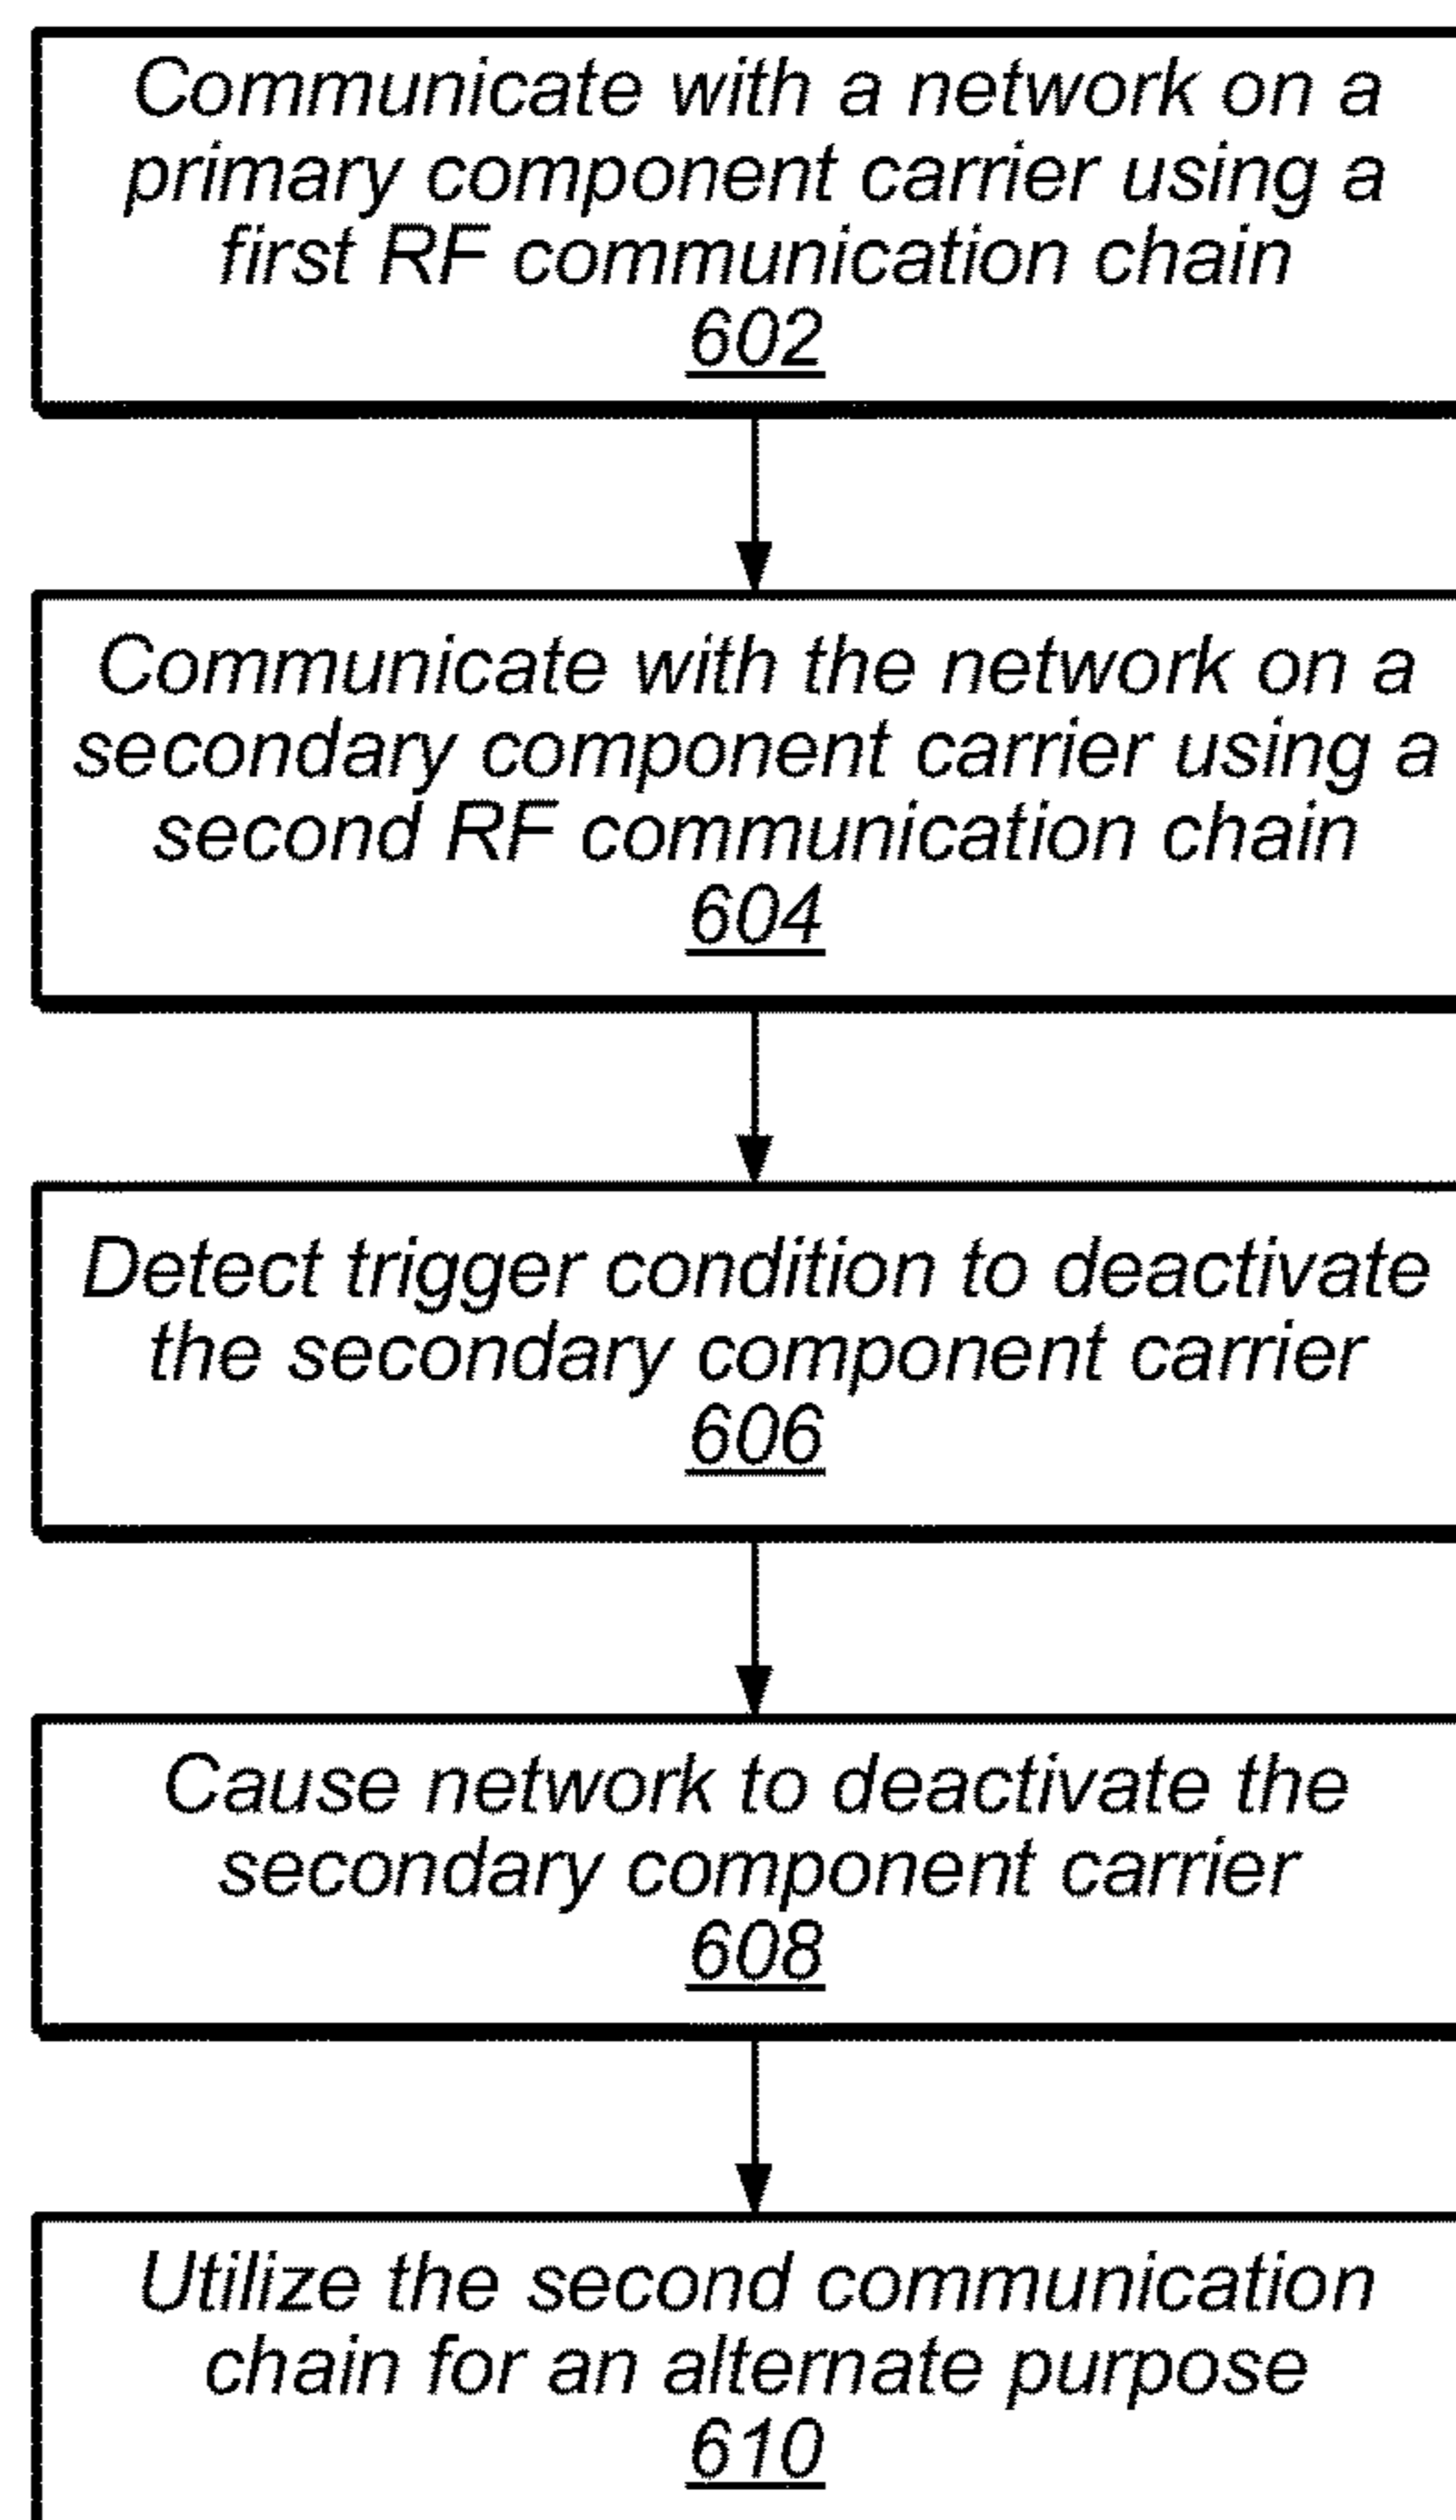 Communicate with a network on a
primary component carrier using a
first RF communication chain
602
Communicate with the network on a
secondary component carrier using a
second RF communication chain
604
Detect trigger condition to deactivate
the secondary component carrier
606
Cause network to deactivate the
secondary component carrier
608
Utilize the second communication
chain for an alternate purpose
610